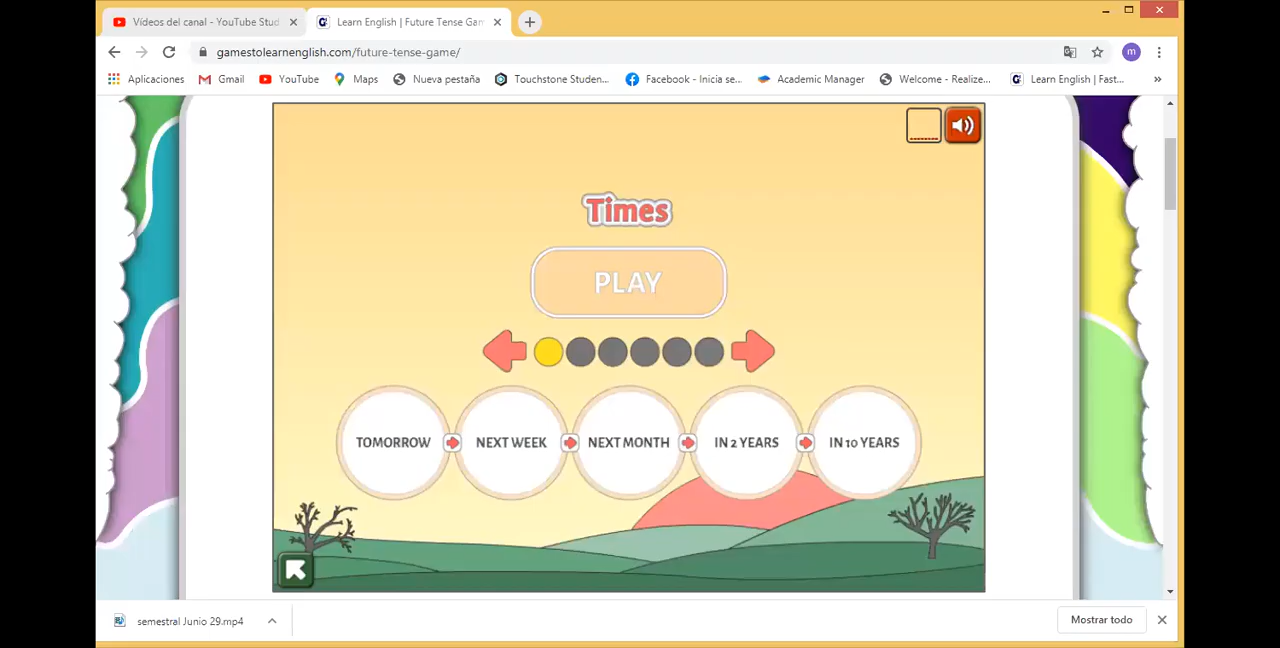 Vídeos del canal - YouTube Stud
Learn English | Future Tense Gam
gamestolearnenglish.com/future-tense-game/
m
Aplicaciones Gmail YouTube Maps Nueva pestaña Touchstone Studen... Facebook - Inicia se... Academic Manager Welcome - Realize... Learn English | Fast... »
Times
PLAY
TOMORROW NEXT WEEK NEXT MONTH IN 2 YEARS IN 10 YEARS
semestral Junio 29.mp4 Mostrar todo